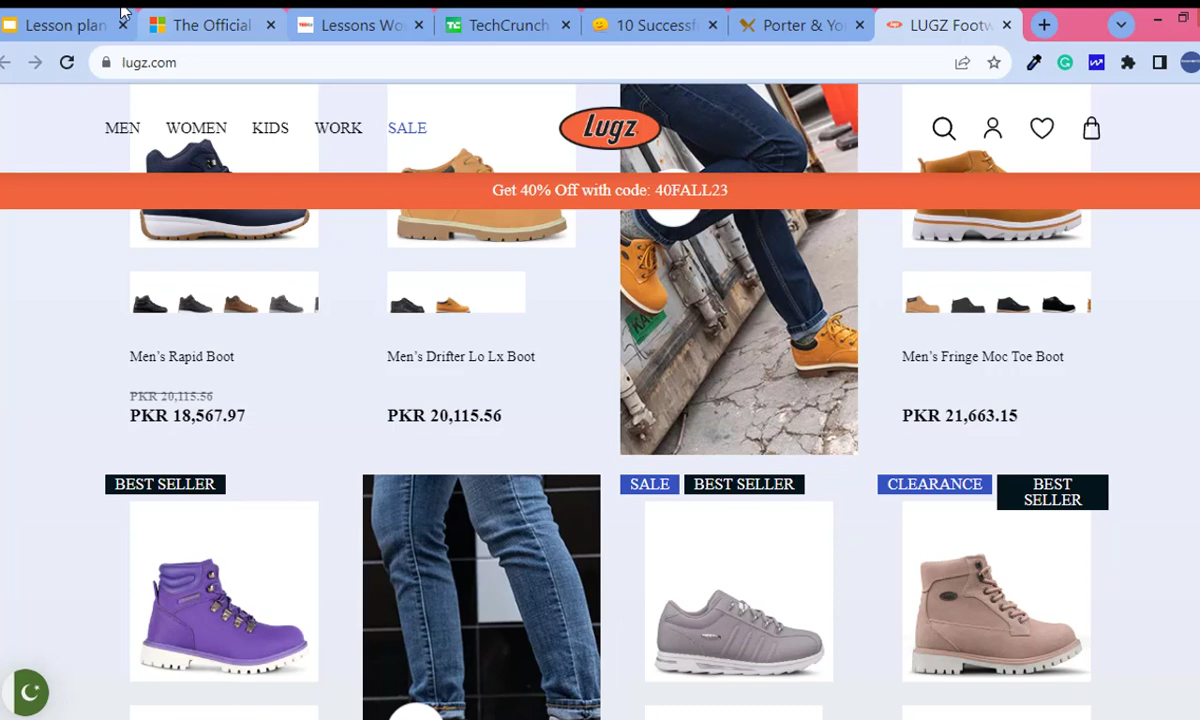 Lesson plan
The Official
Lessons Wo
TechCrunch
10 Successf
Porter & Yo
LUGZ Footw
lugz.com
MEN WOMEN KIDS WORK SALE
Lugz
Get 40% Off with code: 40FALL23
Men's Rapid Boot
Men's Drifter Lo Lx Boot
Men's Fringe Moc Toe Boot
PKR 20,115.56
PKR 18,567.97
PKR 20,115.56
PKR 21,663.15
BEST SELLER
SALE
BEST SELLER
CLEARANCE
BEST
SELLER